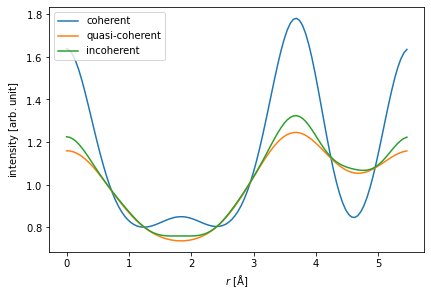 coherent
quasi-coherent
incoherent
1.8
1.6
1.4
1.2
1.0
0.8
intensity [arb. unit]
0 1 2 3 4 5
r [Å]